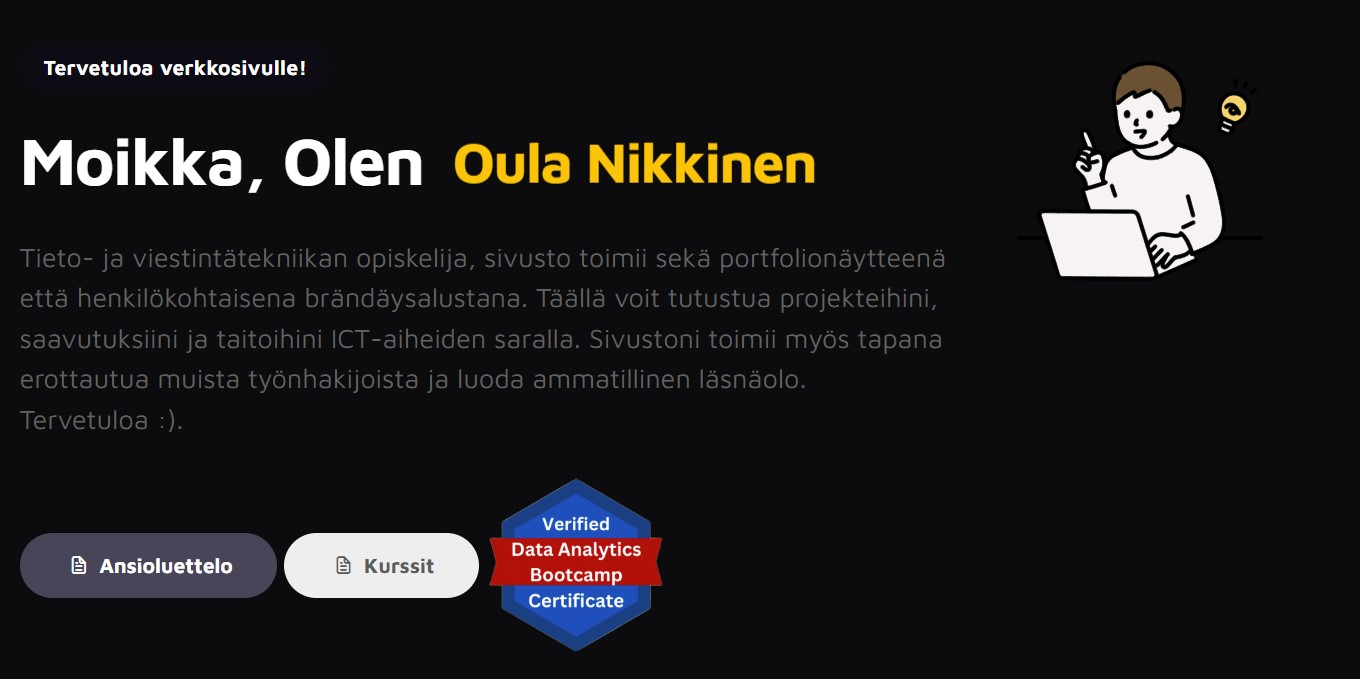 Tervetuloa verkkosivulle!
Moikka, Olen Oula Nikkinen
Tieto- ja viestintätekniikan opiskelija, sivusto toimii sekä portfolionäytteenä
että henkilökohtaisena brändäysalustana. Täällä voit tutustua projekteihini,
saavutuksiini ja taitoihini ICT-aiheiden saralla. Sivustoni toimii myös tapana
erottautua muista työnhakijoista ja luoda ammatillinen läsnäolo.
Tervetuloa :).
Ansioluettelo
Kurssit
Verified
Data Analytics
Bootcamp
Certificate